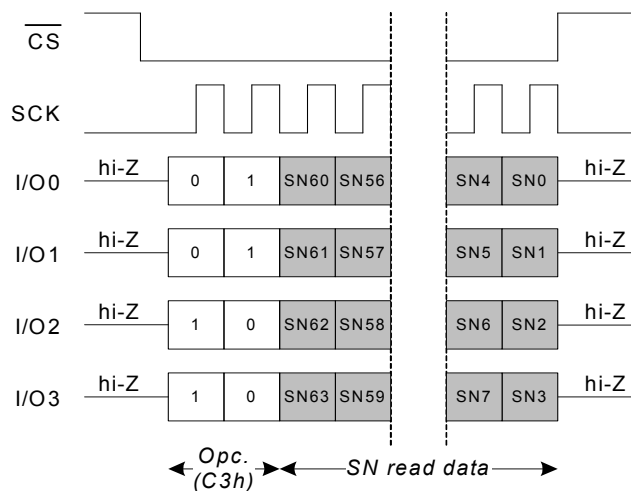 CS
SCK
hi-Z 0 1 SN60 SN56 SN4 SN0 hi-Z
I/O0
hi-Z 0 1 SN61 SN57 SN5 SN1 hi-Z
I/O1
hi-Z 1 0 SN62 SN58 SN6 SN2 hi-Z
I/O2
hi-Z 1 0 SN63 SN59 SN7 SN3 hi-Z
I/O3
Opc.
(C3h)
SN read data